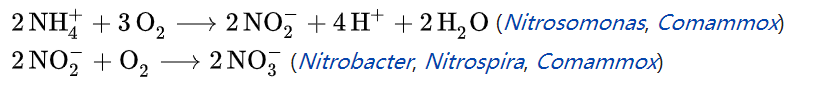 2 NH₄⁺ + 3 O₂ ⟶ 2 NO₂⁻ + 4 H⁺ + 2 H₂O (Nitrosomonas, Comammox)
2 NO₂⁻ + O₂ ⟶ 2 NO₃⁻ (Nitrobacter, Nitrospira, Comammox)